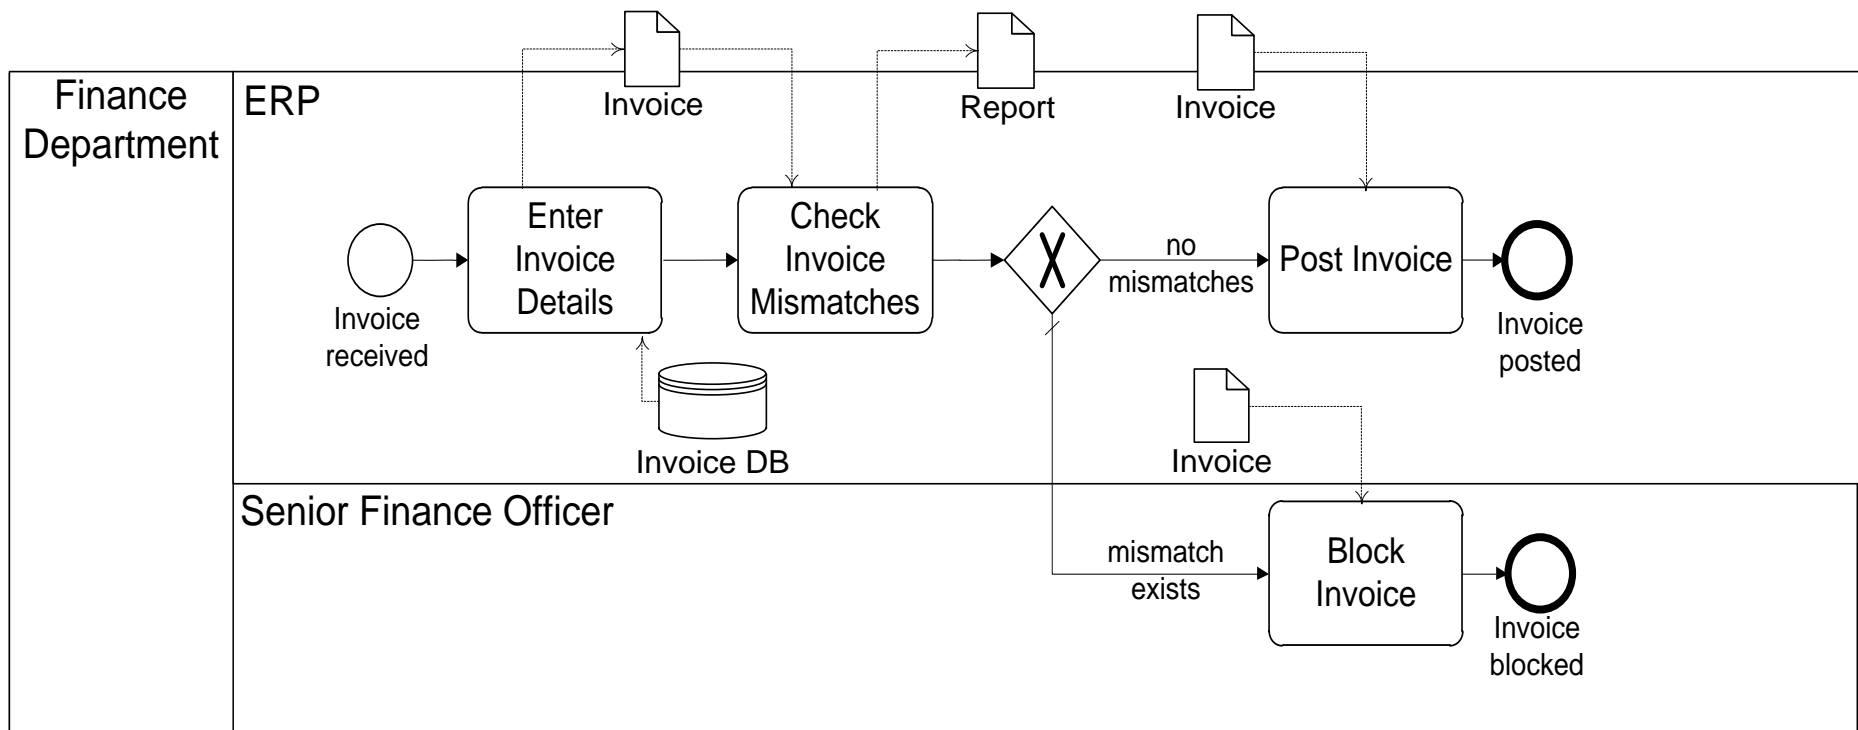 Finance
Department
ERP
Invoice
Report
Invoice
Enter
Invoice
Details
Check
Invoice
Mismatches
X
no
mismatches
Post Invoice
Invoice
received
Invoice
posted
Invoice DB
Invoice
Senior Finance Officer
mismatch
exists
Block
Invoice
Invoice
blocked